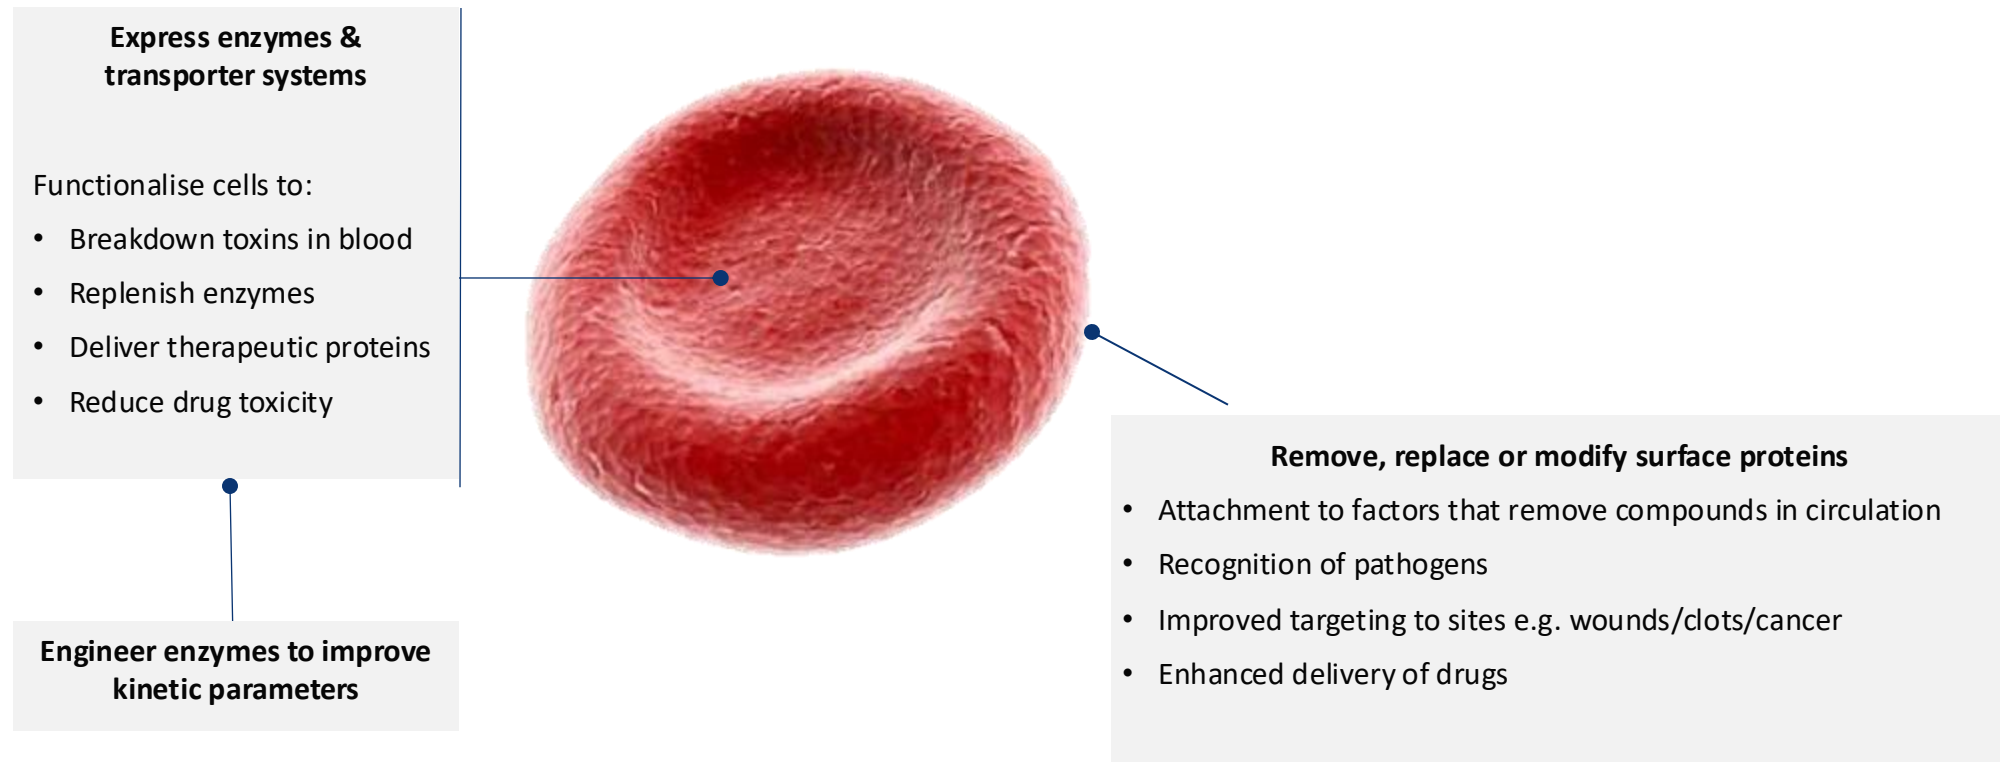 Express enzymes &
transporter systems
Functionalise cells to:
• Breakdown toxins in blood
• Replenish enzymes
• Deliver therapeutic proteins
• Reduce drug toxicity
Engineer enzymes to improve
kinetic parameters
Remove, replace or modify surface proteins
• Attachment to factors that remove compounds in circulation
• Recognition of pathogens
• Improved targeting to sites e.g. wounds/clots/cancer
• Enhanced delivery of drugs